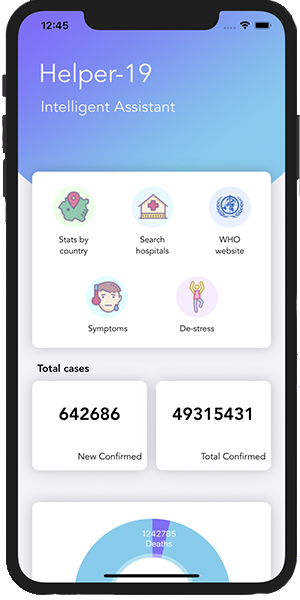 12:45
Helper-19
Intelligent Assistant
Stats by
country
Search
hospitals
WHO
website
Symptoms
De-stress
Total cases
642686
New Confirmed
49315431
Total Confirmed
1242785
Deaths